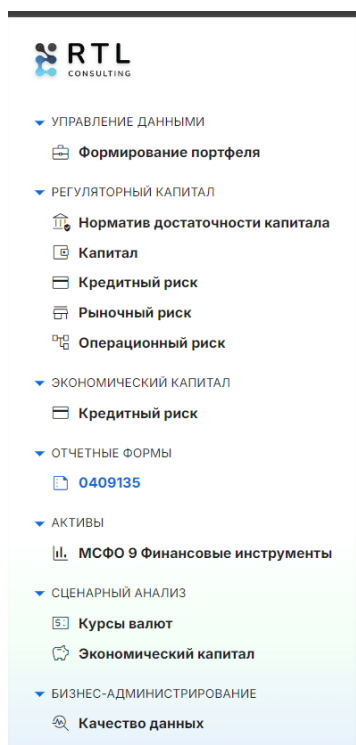 RTL
CONSULTING
УПРАВЛЕНИЕ ДАННЫМИ
Формирование портфеля
РЕГУЛЯТОРНЫЙ КАПИТАЛ
Норматив достаточности капитала
Капитал
Кредитный риск
Рыночный риск
Операционный риск
ЭКОНОМИЧЕСКИЙ КАПИТАЛ
Кредитный риск
ОТЧЕТНЫЕ ФОРМЫ
0409135
АКТИВЫ
МСФО 9 Финансовые инструменты
СЦЕНАРНЫЙ АНАЛИЗ
Курсы валют
Экономический капитал
БИЗНЕС-АДМИНИСТРИРОВАНИЕ
Качество данных